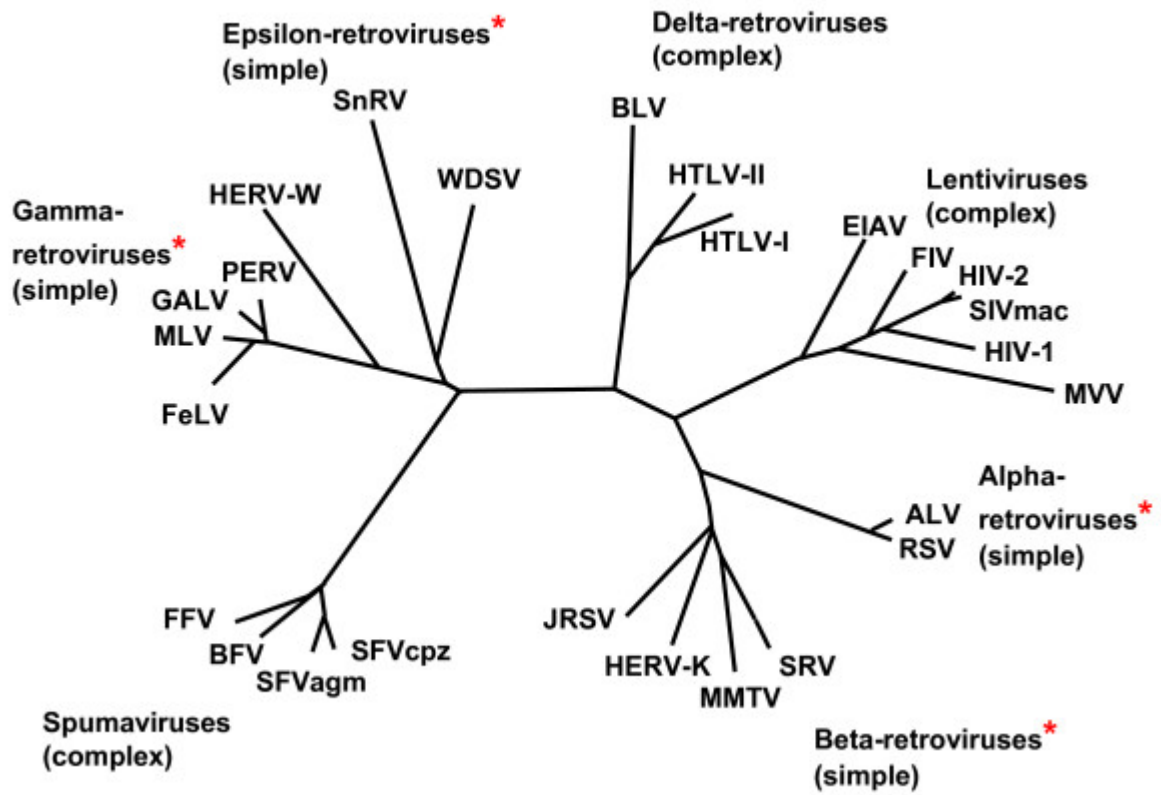 Epsilon-retroviruses*
(simple)
SnRV
WDSV
Delta-retroviruses
(complex)
BLV
HTLV-II
HTLV-I
Lentiviruses
(complex)
EIAV
FIV
HIV-2
SIVmac
HIV-1
MVV
Gamma-
retroviruses*
(simple)
HERV-W
PERV
GALV
MLV
FeLV
Alpha-
retroviruses*
(simple)
ALV
RSV
FFV
BFV
SFVagm
SFVcpz
Spumaviruses
(complex)
JRSV
HERV-K
MMTV
SRV
Beta-retroviruses*
(simple)